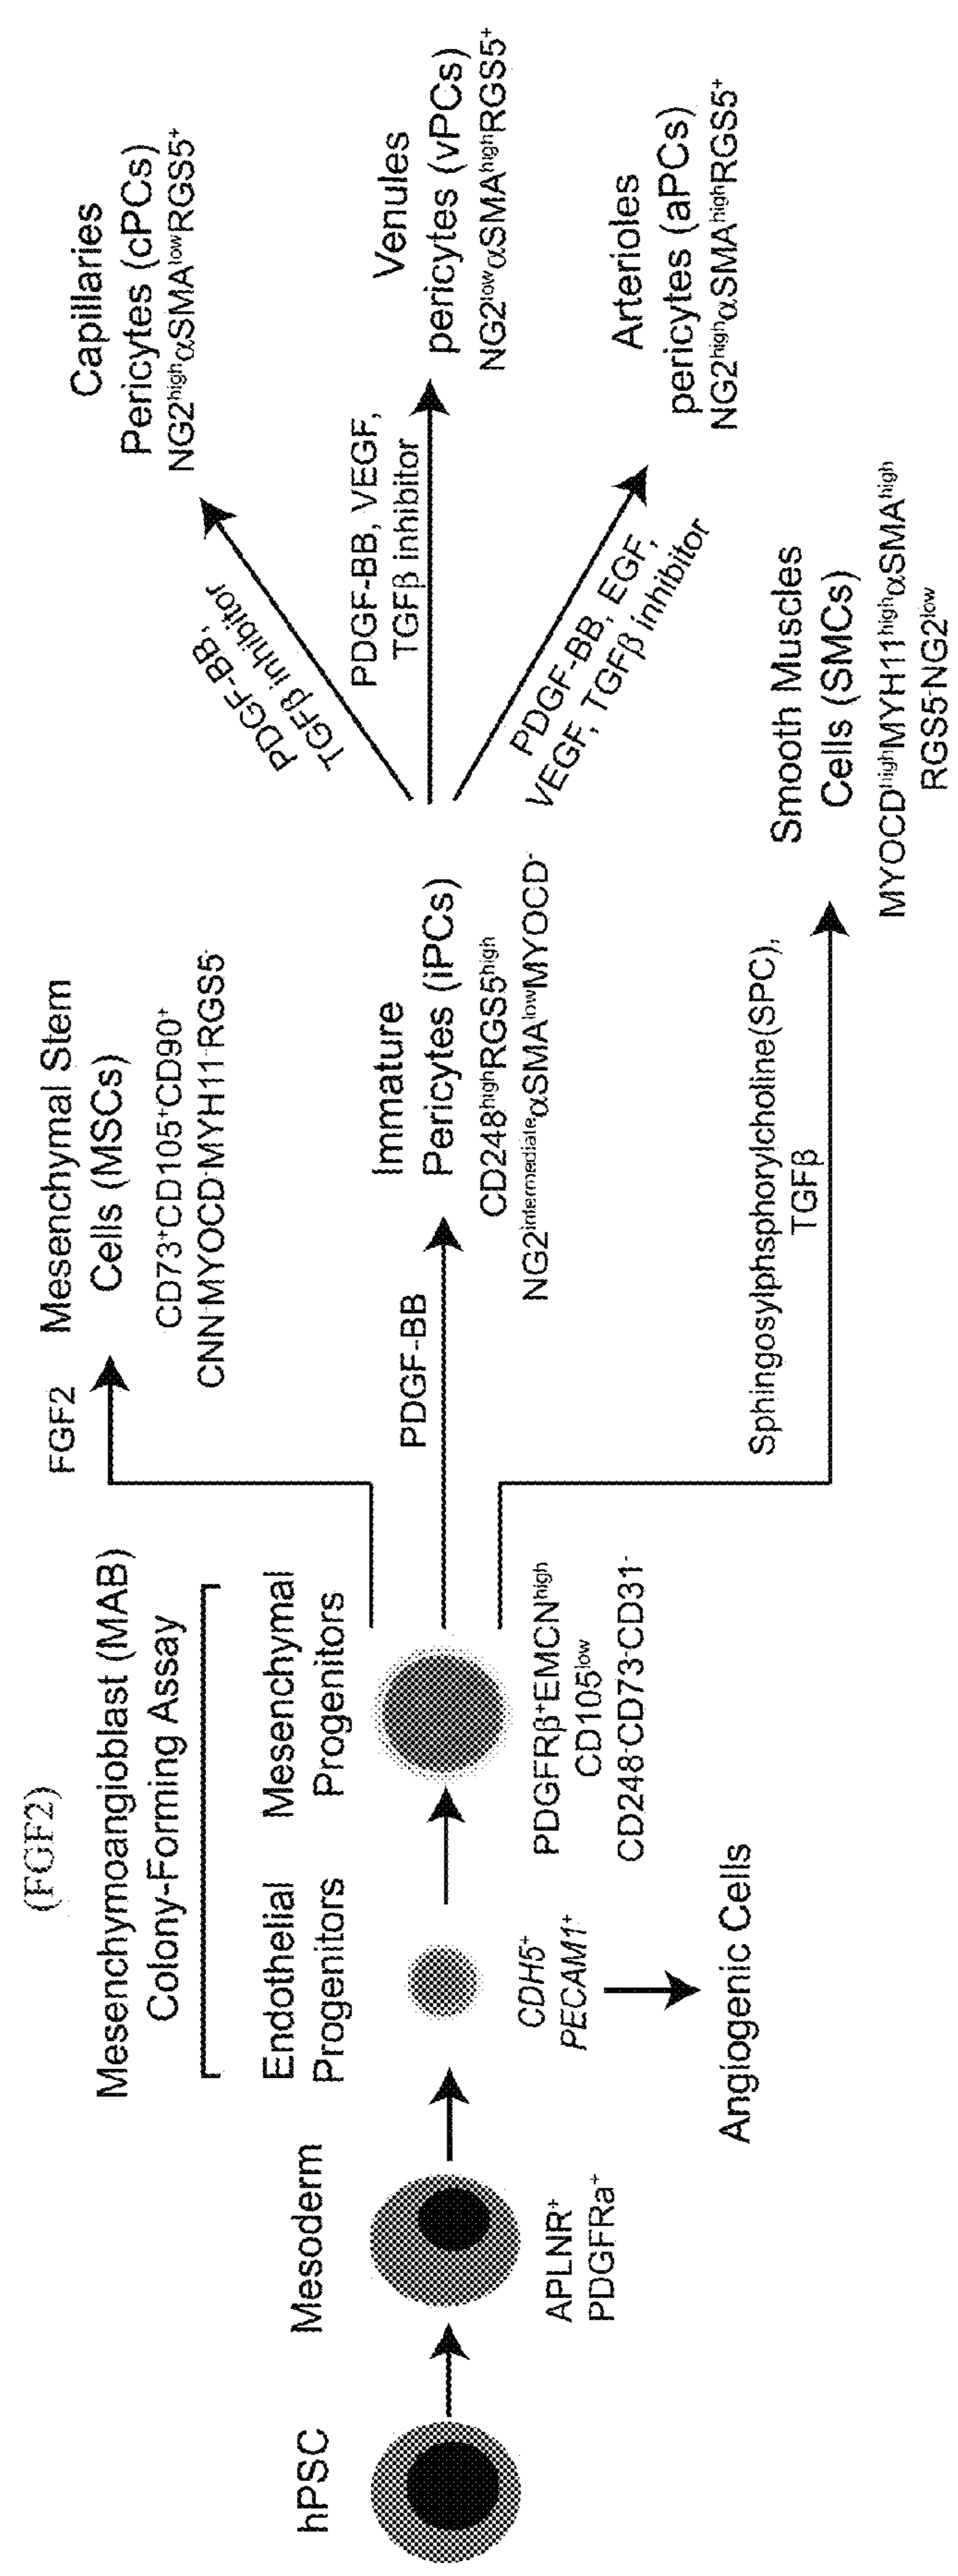 hPSC
Mesoderm
APLNR⁺
PDGFRa⁺
(FGF2)
Mesenchymoangioblast (MAB)
Colony-Forming Assay
Endothelial
Progenitors
CDH5⁺
PECAM1⁺
Angiogenic Cells
Mesenchymal
Progenitors
PDGFRβ⁺EMCNʰⁱᵍʰ
CD105ˡᵒʷ
CD248⁻CD73⁻CD31⁻
FGF2
Mesenchymal Stem
Cells (MSCs)
CD73⁺CD105⁺CD90⁺
CNN⁻MYOCD⁻MYH11⁻RGS5⁻
PDGF-BB
Immature
Pericytes (iPCs)
CD248ʰⁱᵍʰRGS5ʰⁱᵍʰ
NG2ⁱⁿᵗᵉʳᵐᵉᵈⁱᵃᵗᵉαSMAˡᵒʷMYOCD⁻
Sphingosylphsphorylcholine(SPC),
TGFβ
Smooth Muscles
Cells (SMCs)
MYOCDʰⁱᵍʰMYH11ʰⁱᵍʰαSMAʰⁱᵍʰ
RGS5⁻NG2ˡᵒʷ
PDGF-BB,
TGFβ inhibitor
Capillaries
Pericytes (cPCs)
NG2ʰⁱᵍʰαSMAˡᵒʷRGS5⁺
PDGF-BB, VEGF,
TGFβ inhibitor
Venules
pericytes (vPCs)
NG2ˡᵒʷαSMAʰⁱᵍʰRGS5⁺
PDGF-BB, EGF,
VEGF, TGFβ inhibitor
Arterioles
pericytes (aPCs)
NG2ʰⁱᵍʰαSMAʰⁱᵍʰRGS5⁺